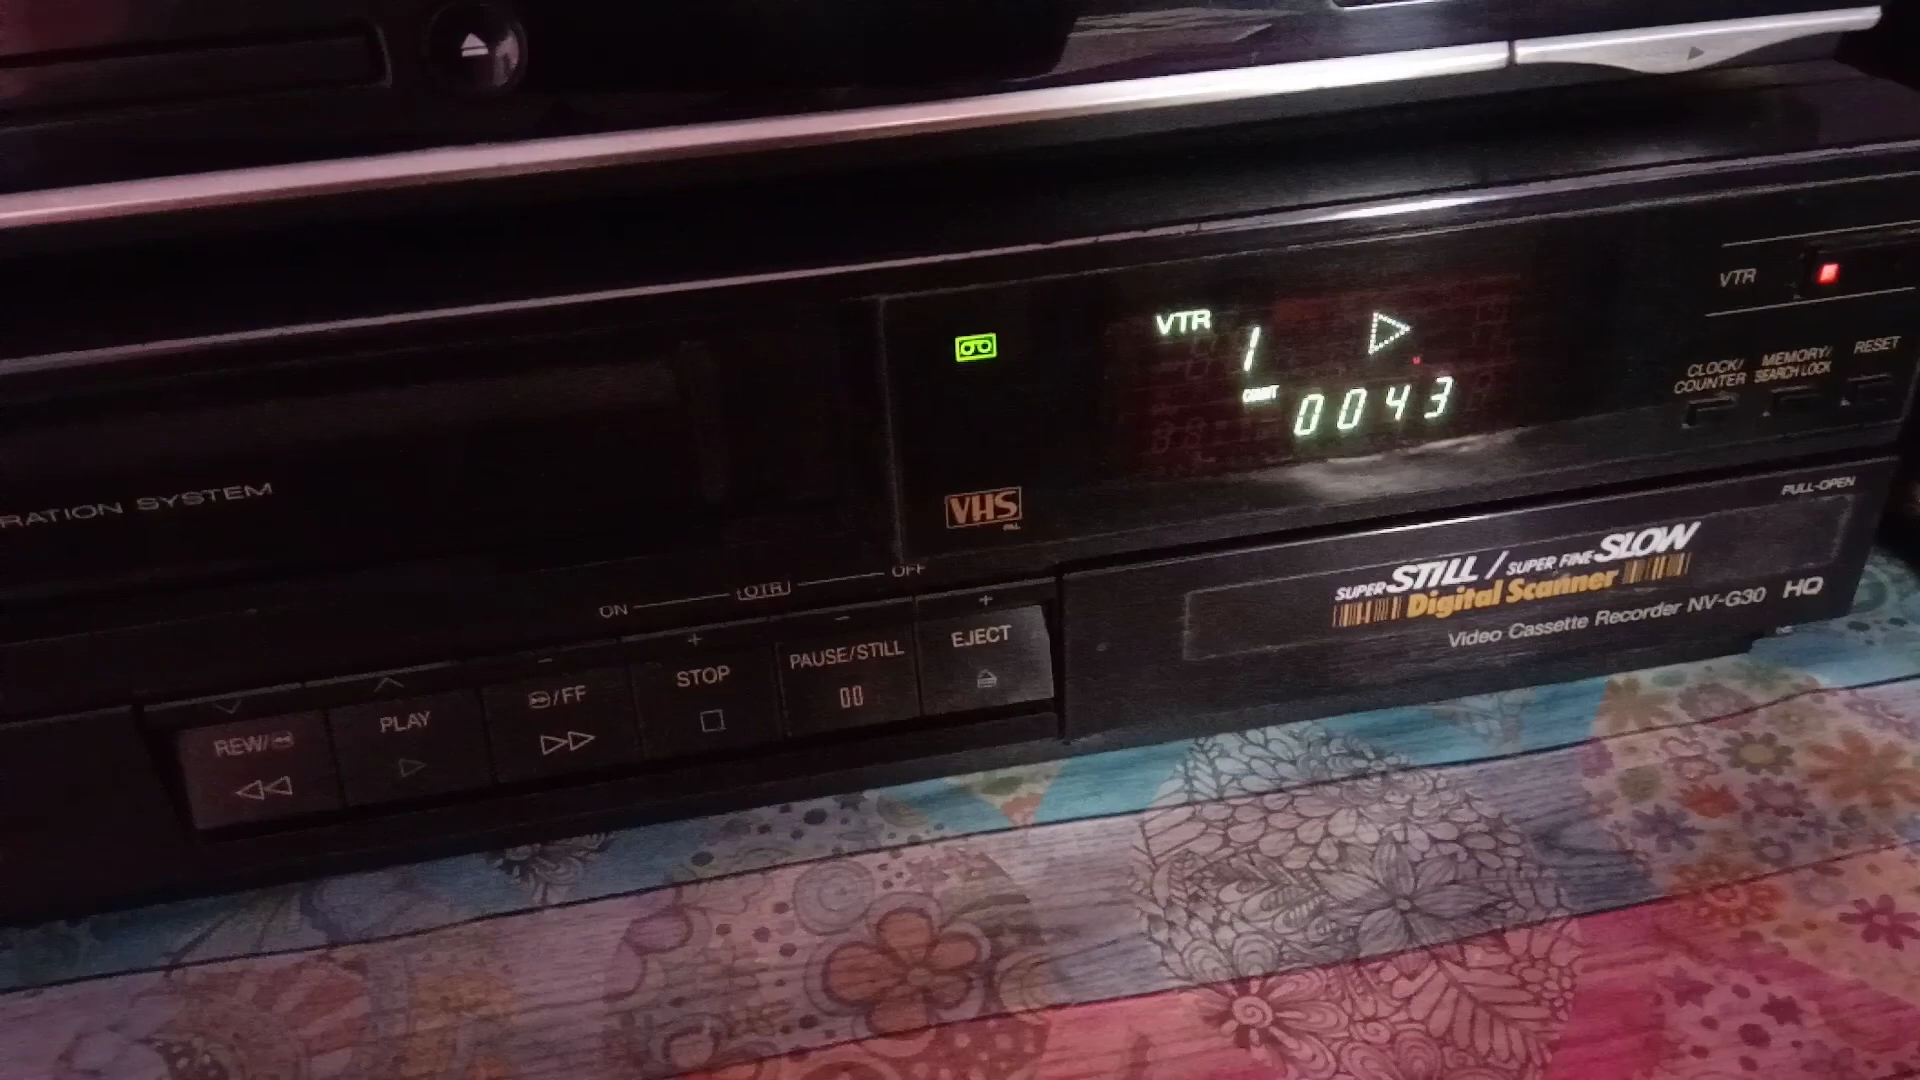 VTR
VTR
1
CLOCK/
COUNTER
MEMORY/
SEARCH LOCK
RESET
COUNT
0043
RATION SYSTEM
VHS
PAL
PULL-OPEN
SUPER STILL / SUPER FINE SLOW
Digital Scanner
Video Cassette Recorder NV-G30 HQ
ON OTR OFF
- + - +
REW/
PLAY
/FF
STOP
PAUSE/STILL
EJECT